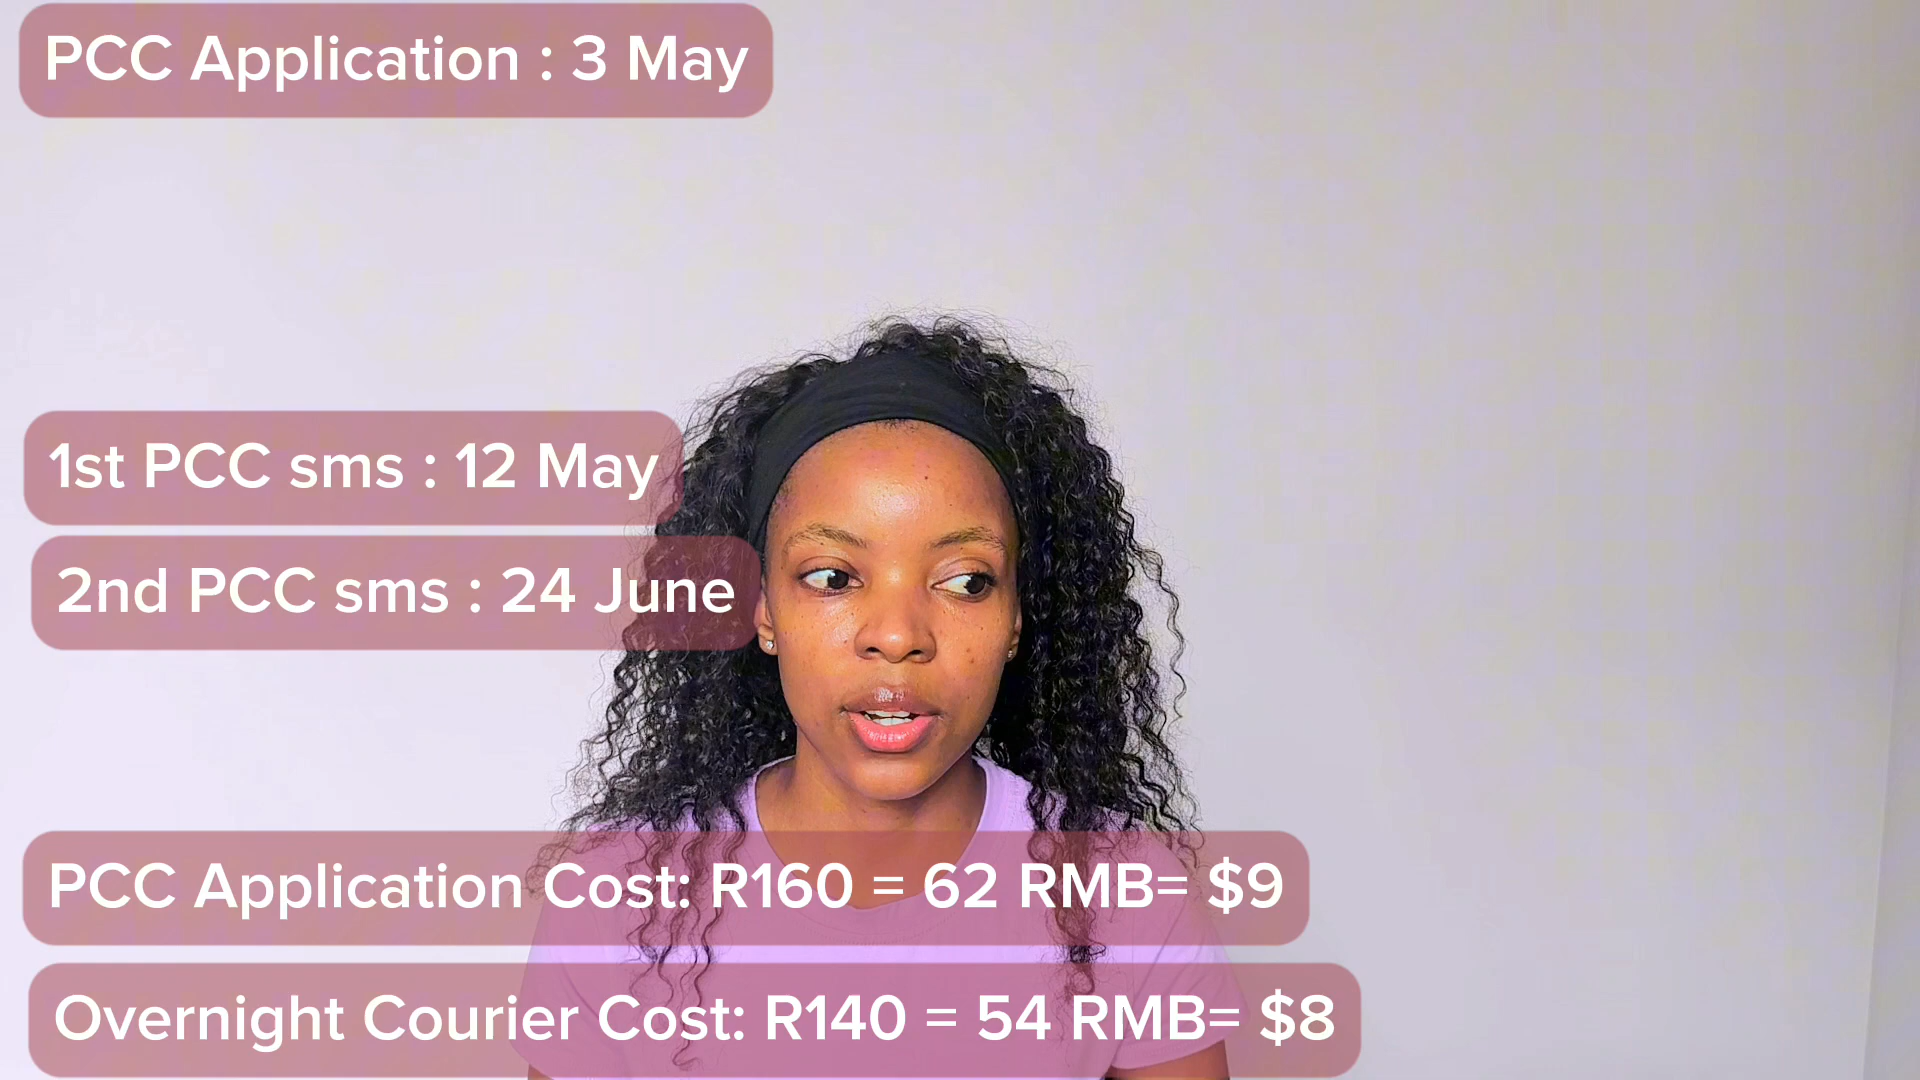 PCC Application : 3 May
1st PCC sms : 12 May
2nd PCC sms : 24 June
PCC Application Cost: R160 = 62 RMB= $9
Overnight Courier Cost: R140 = 54 RMB= $8